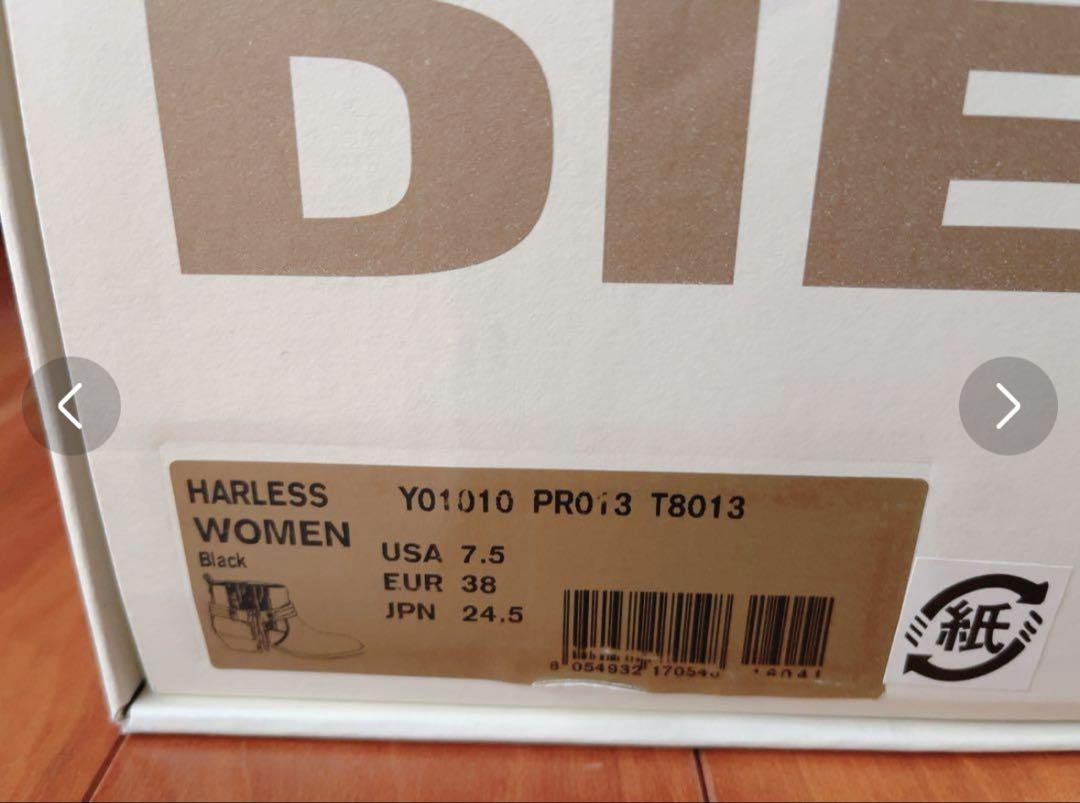 DIE
HARLESS Y01010 PR013 T8013
WOMEN
Black
USA 7.5
EUR 38
JPN 24.5
紙